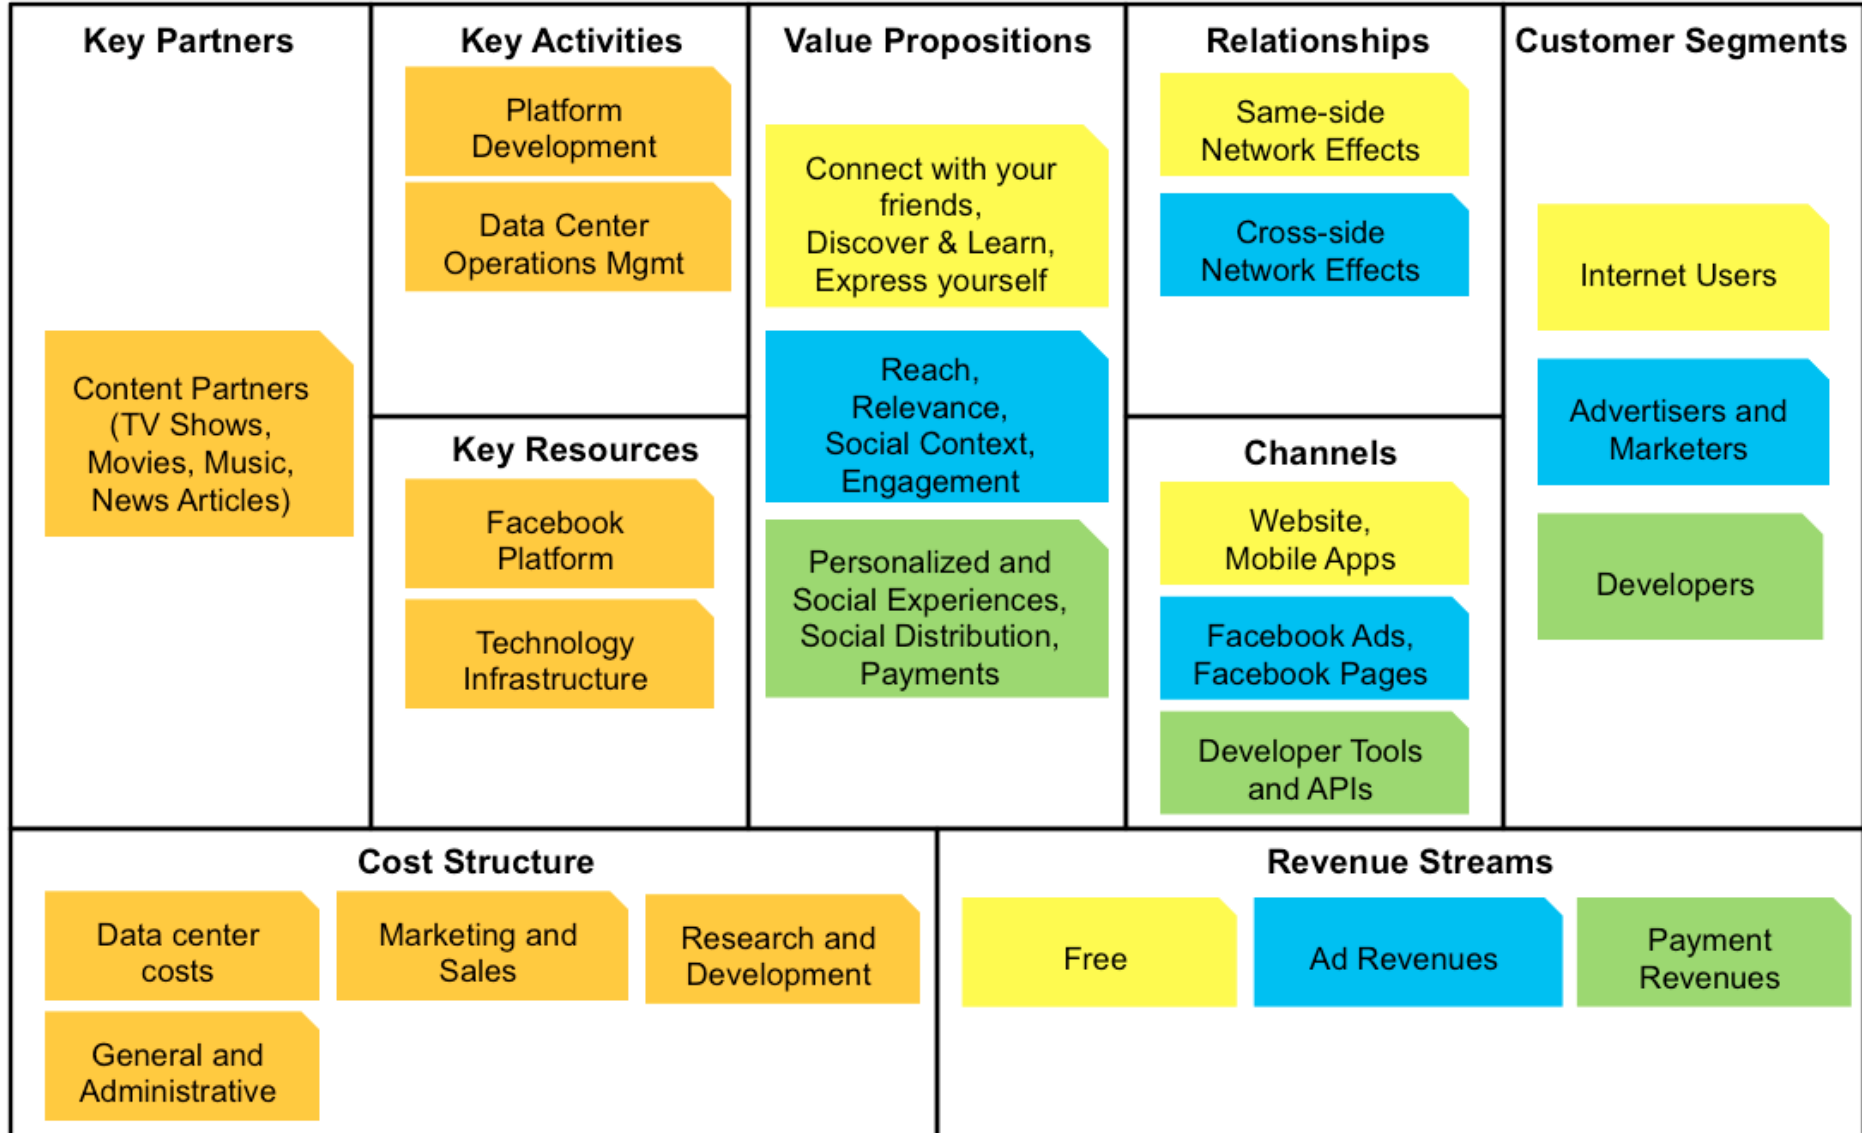 Key Partners
Content Partners
(TV Shows,
Movies, Music,
News Articles)
Key Activities
Platform
Development
Data Center
Operations Mgmt
Key Resources
Facebook
Platform
Technology
Infrastructure
Value Propositions
Connect with your
friends,
Discover & Learn,
Express yourself
Reach,
Relevance,
Social Context,
Engagement
Personalized and
Social Experiences,
Social Distribution,
Payments
Relationships
Same-side
Network Effects
Cross-side
Network Effects
Channels
Website,
Mobile Apps
Facebook Ads,
Facebook Pages
Developer Tools
and APIs
Customer Segments
Internet Users
Advertisers and
Marketers
Developers
Cost Structure
Data center
costs
Marketing and
Sales
Research and
Development
General and
Administrative
Revenue Streams
Free
Ad Revenues
Payment
Revenues